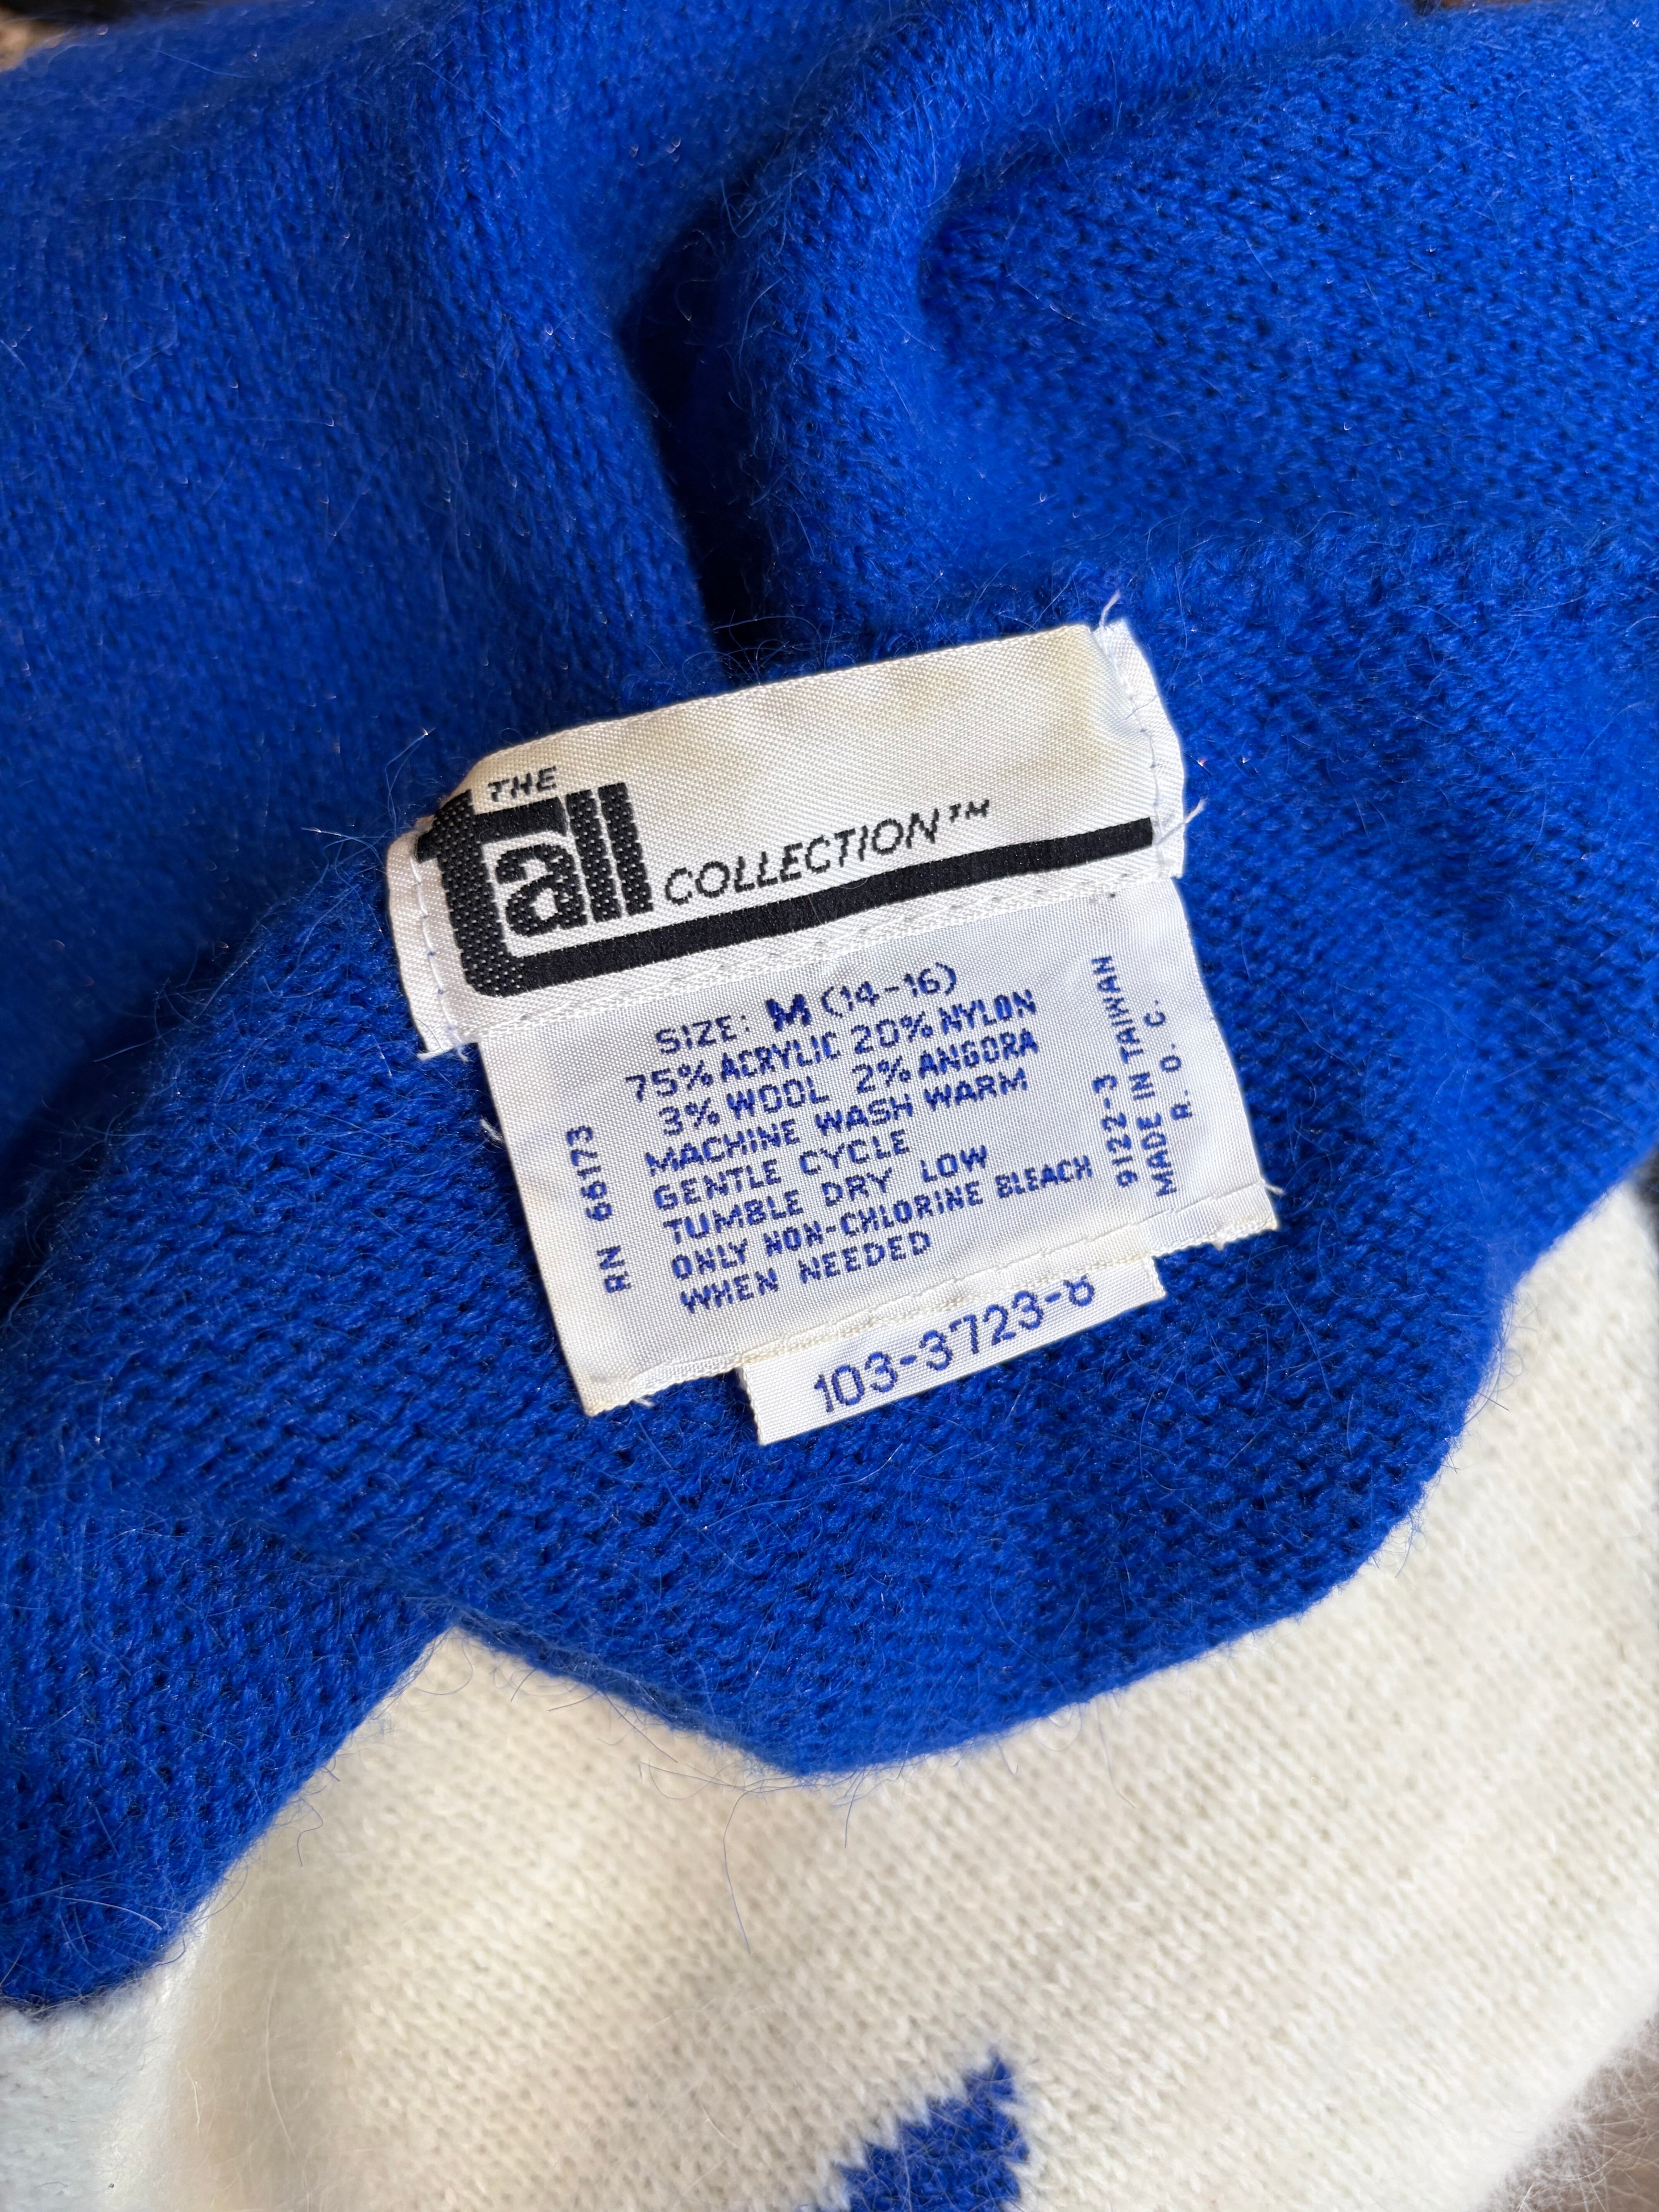 THE
tall COLLECTION™
SIZE: M (14-16)
75% ACRYLIC 20% NYLON
3% WOOL 2% ANGORA
MACHINE WASH WARM
GENTLE CYCLE
TUMBLE DRY LOW
ONLY NON-CHLORINE BLEACH
WHEN NEEDED
RN 66173
9122-3
MADE IN TAIWAN
R. O. C.
103-3723-8